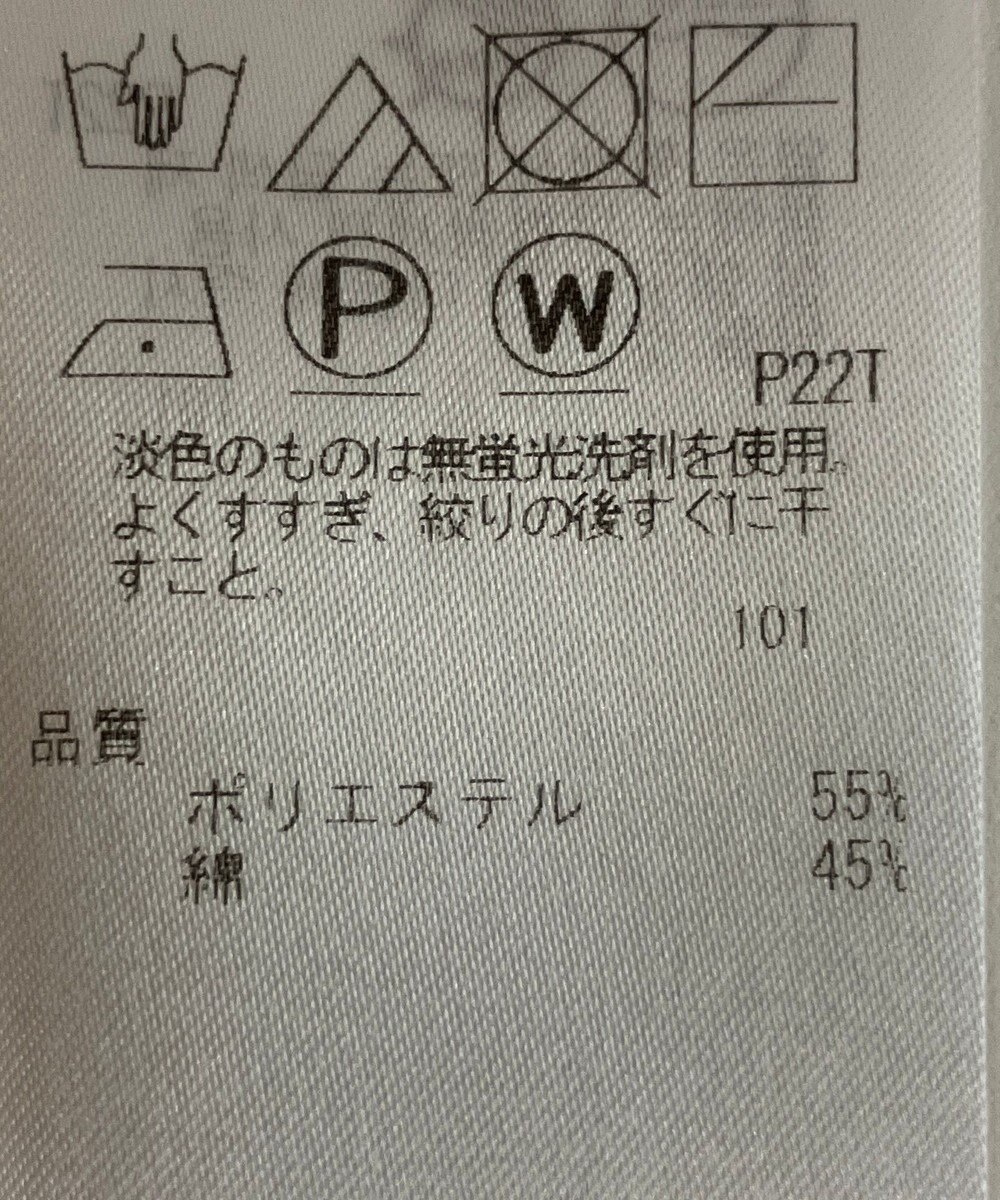 P W
P22T
淡色のものは無蛍光洗剤を使用。
よくすすぎ、絞りの後すぐに干
すこと。
101
品質
ポリエステル 55%
綿 45%